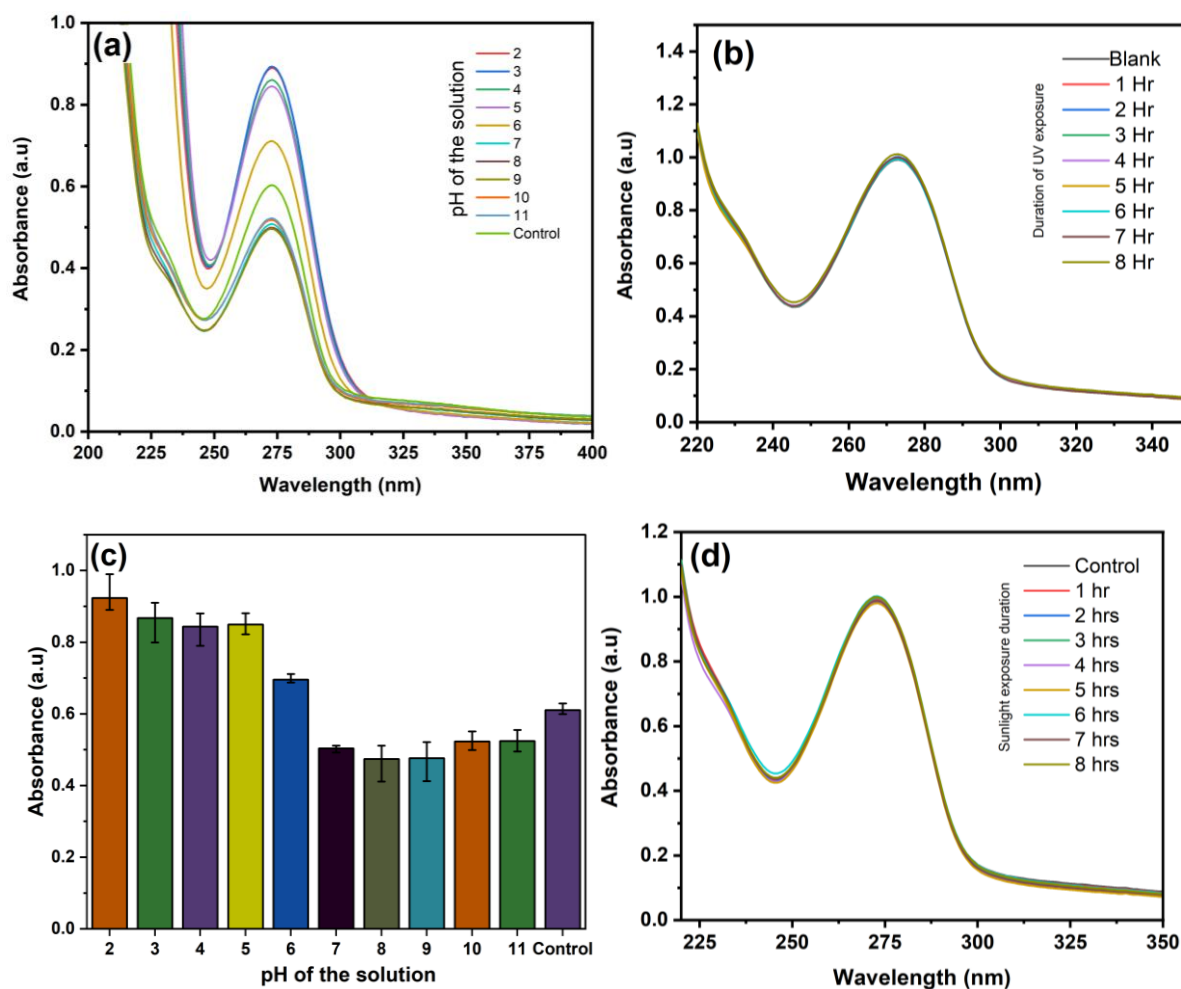 (a)
1.0
0.8
0.6
0.4
0.2
0.0
Absorbance (a.u)
200 225 250 275 300 325 350 375 400
Wavelength (nm)
pH of the solution
2
3
4
5
6
7
8
9
10
11
Control
(b)
1.4
1.2
1.0
0.8
0.6
0.4
0.2
0.0
Absorbance (a.u)
220 240 260 280 300 320 340
Wavelength (nm)
Duration of UV exposure
Blank
1 Hr
2 Hr
3 Hr
4 Hr
5 Hr
6 Hr
7 Hr
8 Hr
(c)
1.0
0.8
0.6
0.4
0.2
0.0
Absorbance (a.u)
2 3 4 5 6 7 8 9 10 11 Control
pH of the solution
(d)
1.2
1.0
0.8
0.6
0.4
0.2
0.0
Absorbance (a.u)
225 250 275 300 325 350
Wavelength (nm)
Sunlight exposure duration
Control
1 hr
2 hrs
3 hrs
4 hrs
5 hrs
6 hrs
7 hrs
8 hrs